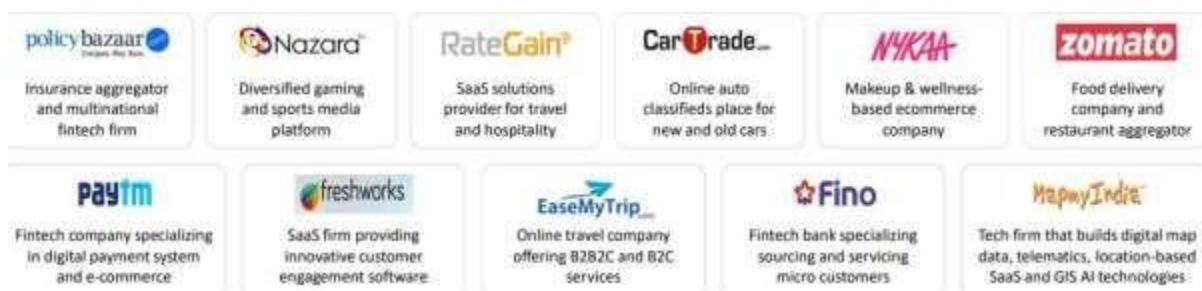 policybazaar
Insurance aggregator
and multinational
fintech firm
Nazara
Diversified gaming
and sports media
platform
RateGain
SaaS solutions
provider for travel
and hospitality
CarTrade.com
Online auto
classifieds place for
new and old cars
NYKAA
Makeup & wellness-
based ecommerce
company
zomato
Food delivery
company and
restaurant aggregator
paytm
Fintech company specializing
in digital payment system
and e-commerce
freshworks
SaaS firm providing
innovative customer
engagement software
EaseMyTrip.com
Online travel company
offering B2B2C and B2C
services
Fino
Fintech bank specializing
sourcing and servicing
micro customers
MapmyIndia
Tech firm that builds digital map
data, telematics, location-based
SaaS and GIS AI technologies